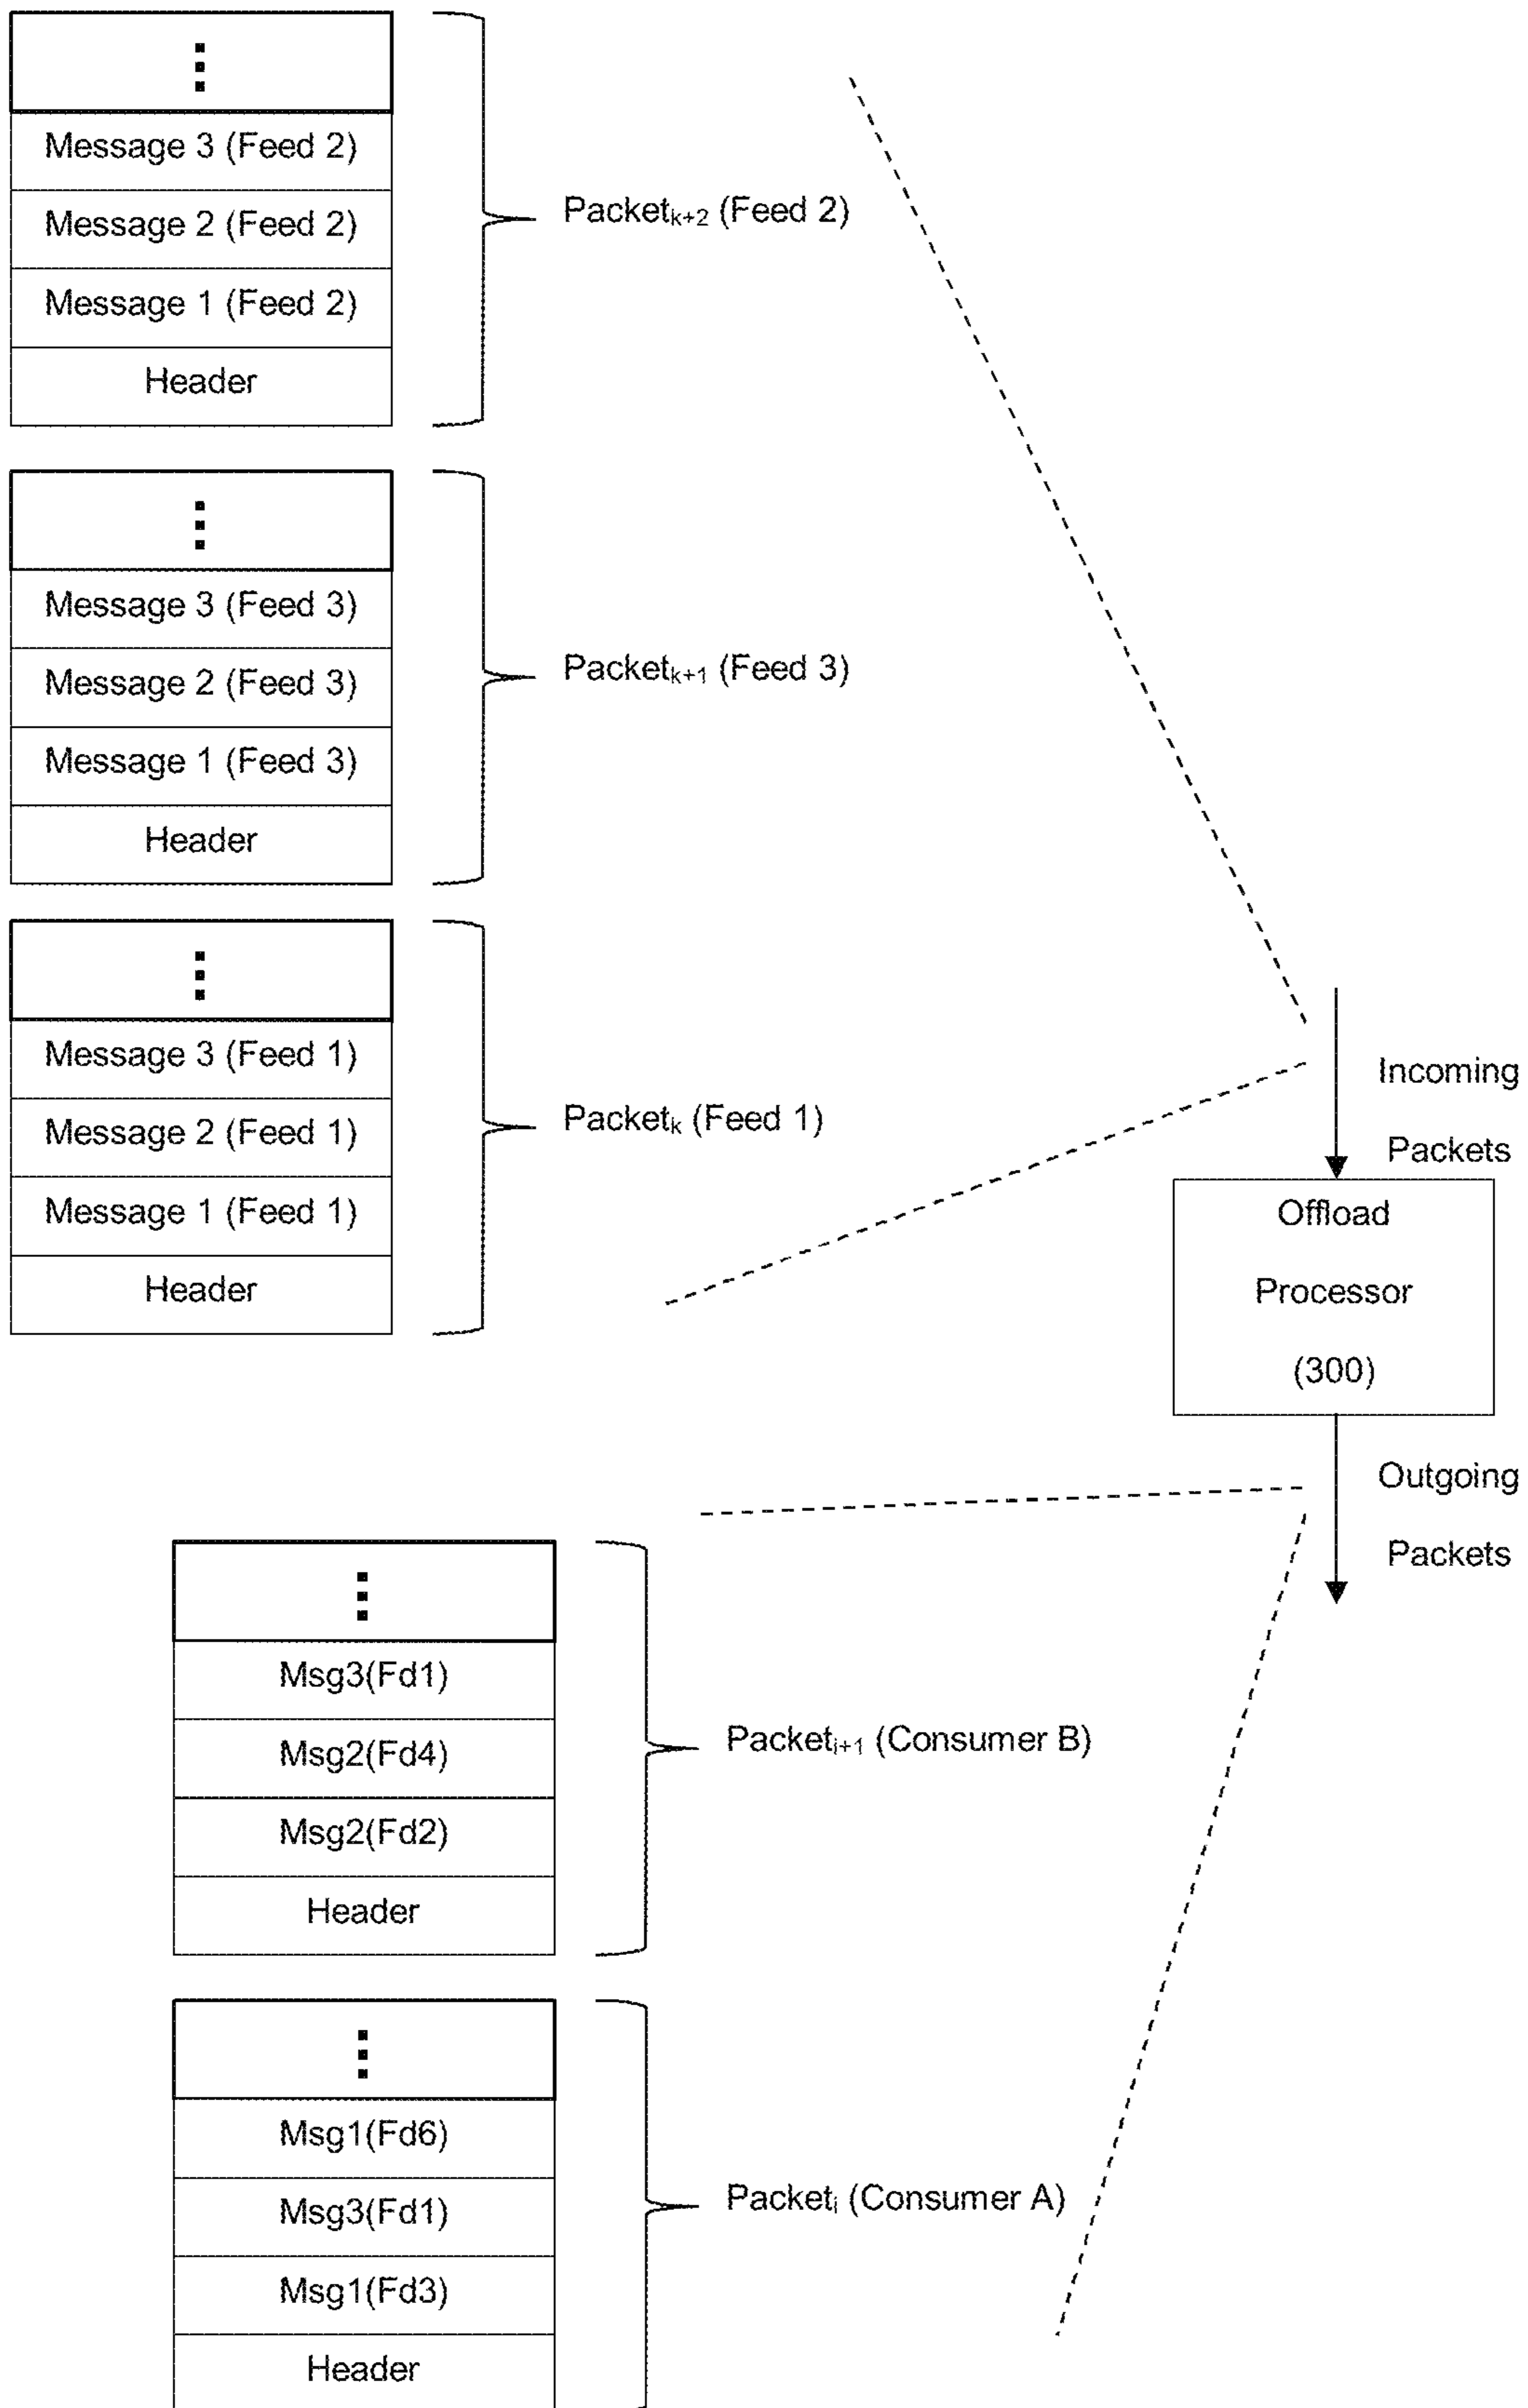 Message 3 (Feed 2)
Message 2 (Feed 2)
Message 1 (Feed 2)
Header
Packetk+2 (Feed 2)
Message 3 (Feed 3)
Message 2 (Feed 3)
Message 1 (Feed 3)
Header
Packetk+1 (Feed 3)
Message 3 (Feed 1)
Message 2 (Feed 1)
Message 1 (Feed 1)
Header
Packetk (Feed 1)
Incoming
Packets
Offload
Processor
(300)
Outgoing
Packets
Msg3(Fd1)
Msg2(Fd4)
Msg2(Fd2)
Header
Packeti+1 (Consumer B)
Msg1(Fd6)
Msg3(Fd1)
Msg1(Fd3)
Header
Packeti (Consumer A)